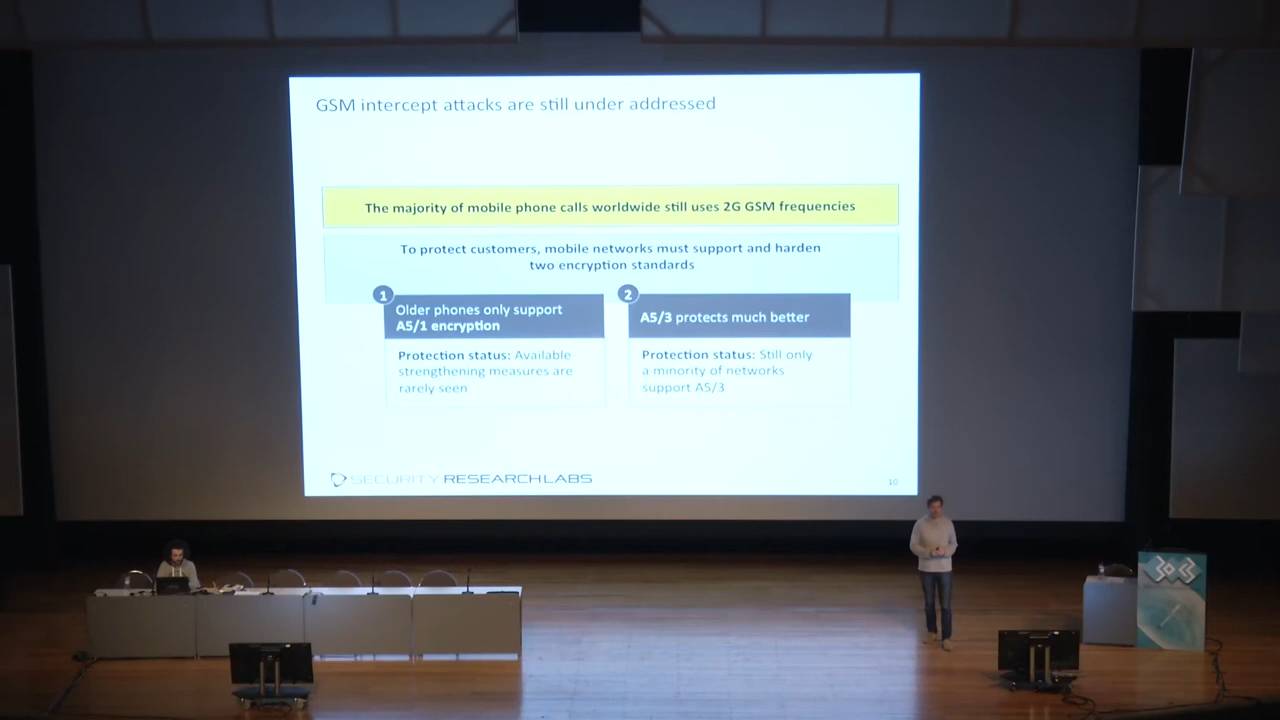 GSM intercept attacks are still under addressed
The majority of mobile phone calls worldwide still uses 2G GSM frequencies
To protect customers, mobile networks must support and harden
two encryption standards
1
Older phones only support
A5/1 encryption
Protection status: Available
strengthening measures are
rarely seen
2
A5/3 protects much better
Protection status: Still only
a minority of networks
support A5/3
SECURITY RESEARCH LABS
10
30C3